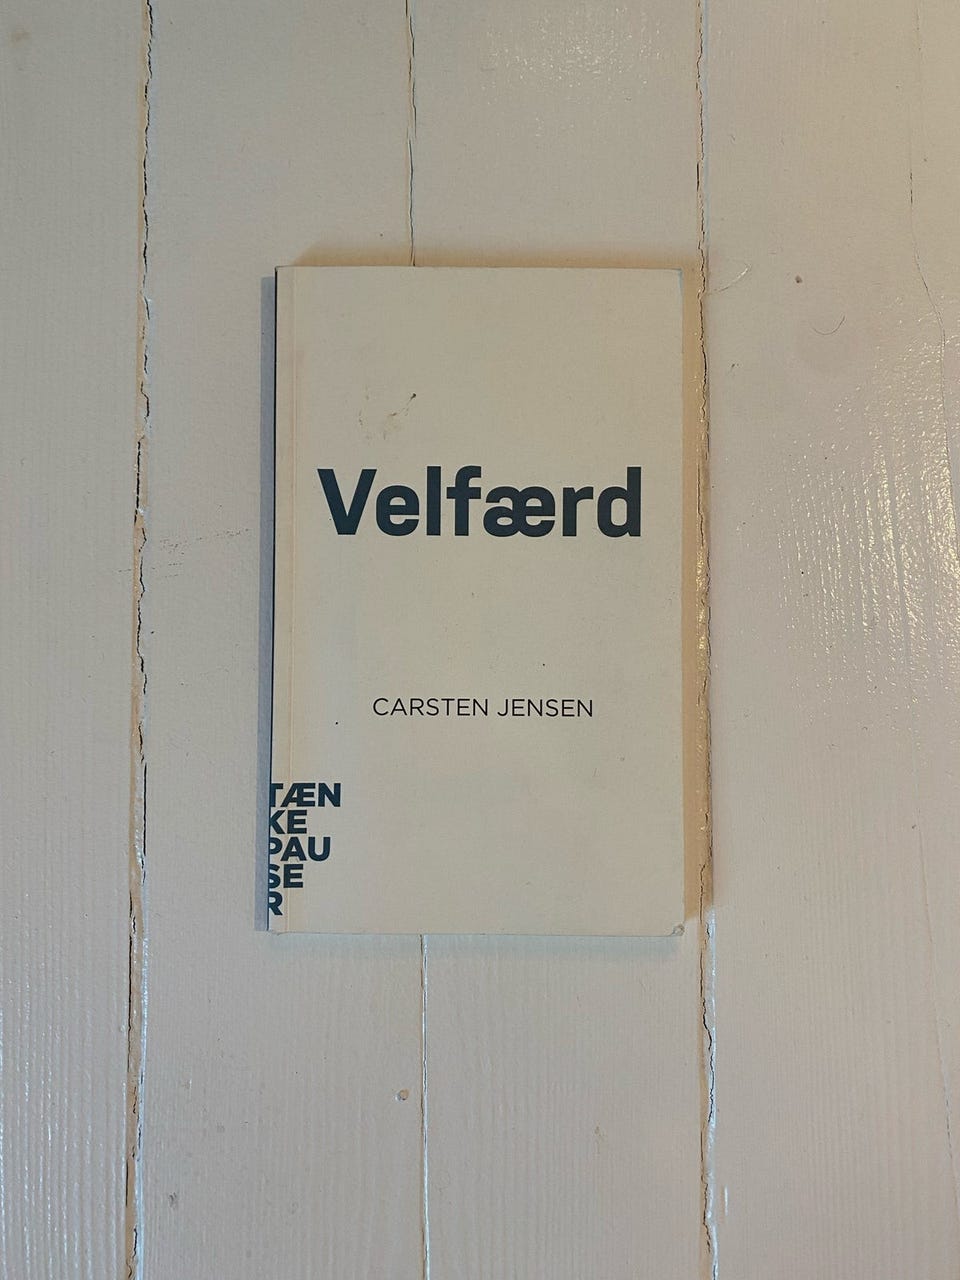 Velfærd
CARSTEN JENSEN
TÆN
KE
PAU
SE
R